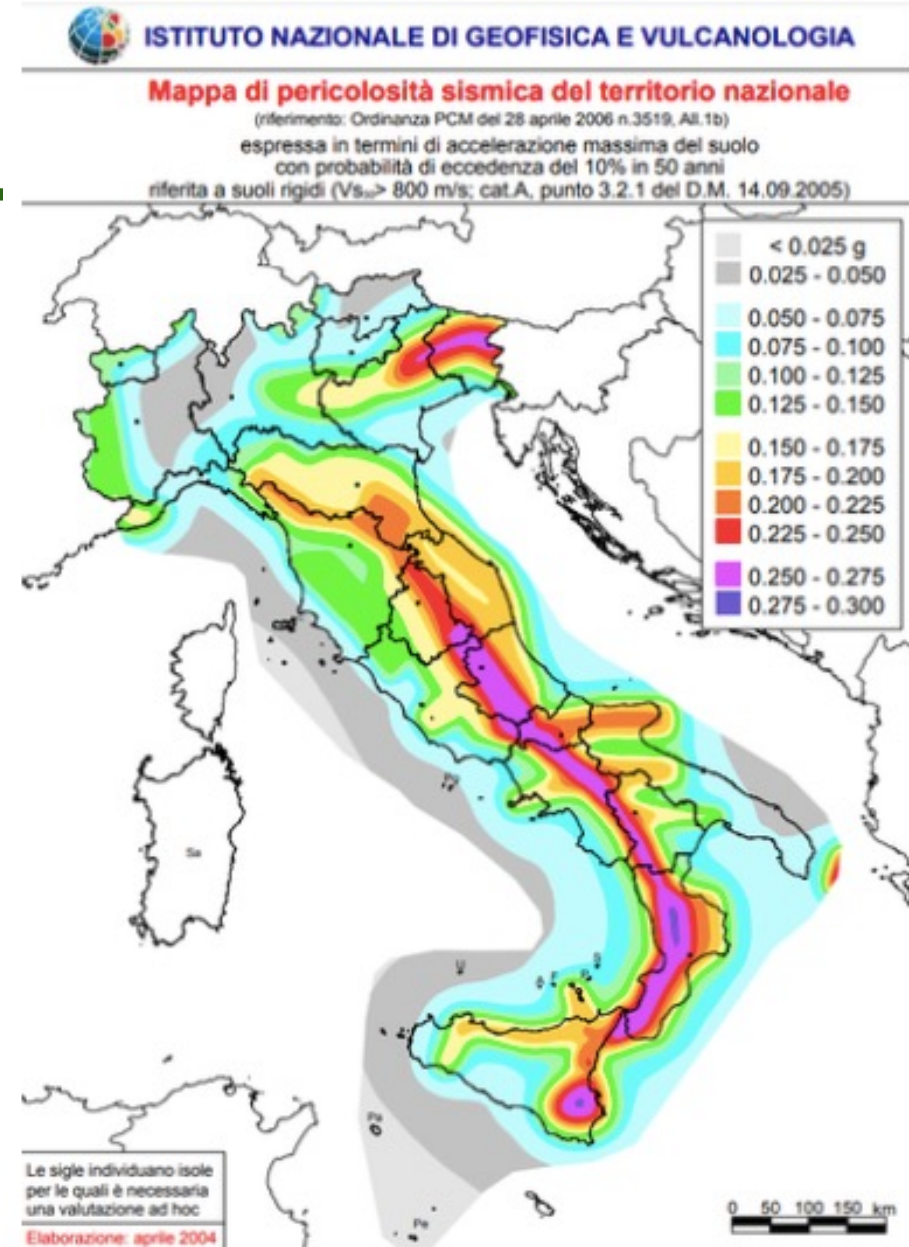 ISTITUTO NAZIONALE DI GEOFISICA E VULCANOLOGIA
Mappa di pericolosità sismica del territorio nazionale
(riferimento: Ordinanza PCM del 28 aprile 2006 n.3519, All.1b)
espressa in termini di accelerazione massima del suolo
con probabilità di eccedenza del 10% in 50 anni
riferita a suoli rigidi (Vs₃₀> 800 m/s; cat.A, punto 3.2.1 del D.M. 14.09.2005)
< 0.025 g
0.025 - 0.050
0.050 - 0.075
0.075 - 0.100
0.100 - 0.125
0.125 - 0.150
0.150 - 0.175
0.175 - 0.200
0.200 - 0.225
0.225 - 0.250
0.250 - 0.275
0.275 - 0.300
Sa
U
Pa
Pe
Le sigle individuano isole
per le quali è necessaria
una valutazione ad hoc
Elaborazione: aprile 2004
0 50 100 150 km